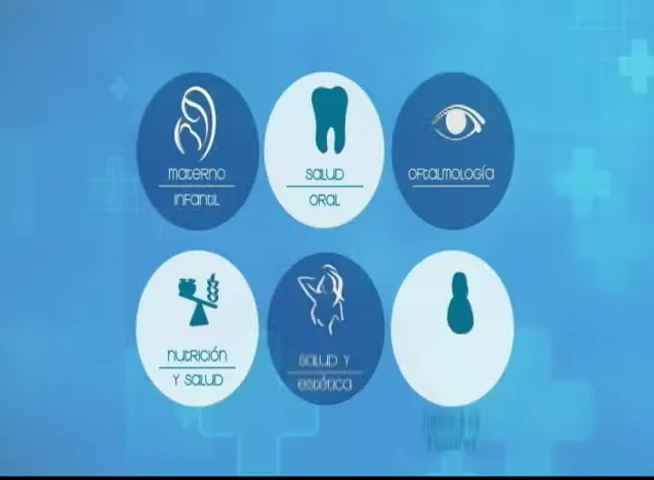 materno
infantil
salud
oral
oftalmología
nutrición
y salud
salud y
estética